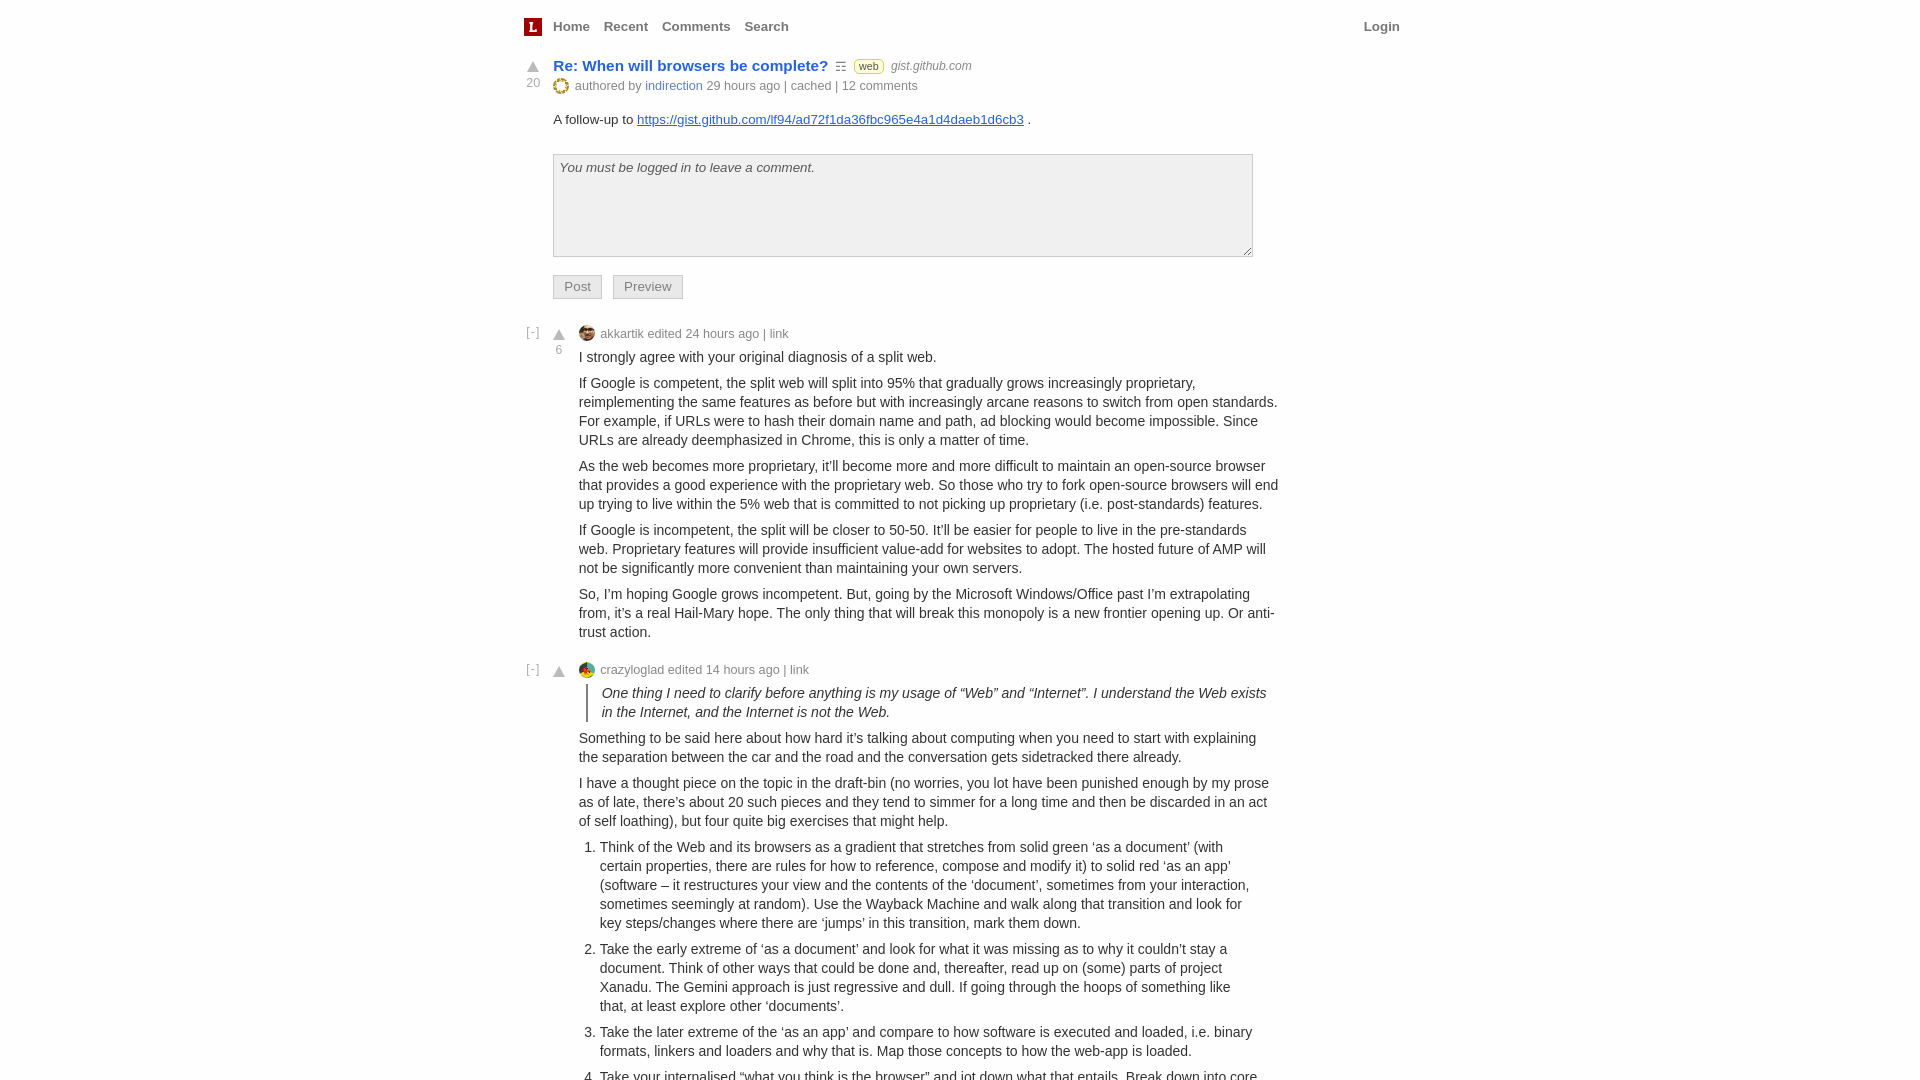 L Home Recent Comments Search Login
Re: When will browsers be complete? ☶ web gist.github.com
20 authored by indirection 29 hours ago | cached | 12 comments
A follow-up to https://gist.github.com/lf94/ad72f1da36fbc965e4a1d4daeb1d6cb3 .
You must be logged in to leave a comment.
Post Preview
[-] akkartik edited 24 hours ago | link
6
I strongly agree with your original diagnosis of a split web.
If Google is competent, the split web will split into 95% that gradually grows increasingly proprietary,
reimplementing the same features as before but with increasingly arcane reasons to switch from open standards.
For example, if URLs were to hash their domain name and path, ad blocking would become impossible. Since
URLs are already deemphasized in Chrome, this is only a matter of time.
As the web becomes more proprietary, it’ll become more and more difficult to maintain an open-source browser
that provides a good experience with the proprietary web. So those who try to fork open-source browsers will end
up trying to live within the 5% web that is committed to not picking up proprietary (i.e. post-standards) features.
If Google is incompetent, the split will be closer to 50-50. It’ll be easier for people to live in the pre-standards
web. Proprietary features will provide insufficient value-add for websites to adopt. The hosted future of AMP will
not be significantly more convenient than maintaining your own servers.
So, I’m hoping Google grows incompetent. But, going by the Microsoft Windows/Office past I’m extrapolating
from, it’s a real Hail-Mary hope. The only thing that will break this monopoly is a new frontier opening up. Or anti-
trust action.
[-] crazyloglad edited 14 hours ago | link
One thing I need to clarify before anything is my usage of “Web” and “Internet”. I understand the Web exists
in the Internet, and the Internet is not the Web.
Something to be said here about how hard it’s talking about computing when you need to start with explaining
the separation between the car and the road and the conversation gets sidetracked there already.
I have a thought piece on the topic in the draft-bin (no worries, you lot have been punished enough by my prose
as of late, there’s about 20 such pieces and they tend to simmer for a long time and then be discarded in an act
of self loathing), but four quite big exercises that might help.
1. Think of the Web and its browsers as a gradient that stretches from solid green ‘as a document’ (with
certain properties, there are rules for how to reference, compose and modify it) to solid red ‘as an app’
(software – it restructures your view and the contents of the ‘document’, sometimes from your interaction,
sometimes seemingly at random). Use the Wayback Machine and walk along that transition and look for
key steps/changes where there are ‘jumps’ in this transition, mark them down.
2. Take the early extreme of ‘as a document’ and look for what it was missing as to why it couldn’t stay a
document. Think of other ways that could be done and, thereafter, read up on (some) parts of project
Xanadu. The Gemini approach is just regressive and dull. If going through the hoops of something like
that, at least explore other ‘documents’.
3. Take the later extreme of the ‘as an app’ and compare to how software is executed and loaded, i.e. binary
formats, linkers and loaders and why that is. Map those concepts to how the web-app is loaded.
4. Take your internalised “what you think is the browser” and jot down what that entails. Break down into core